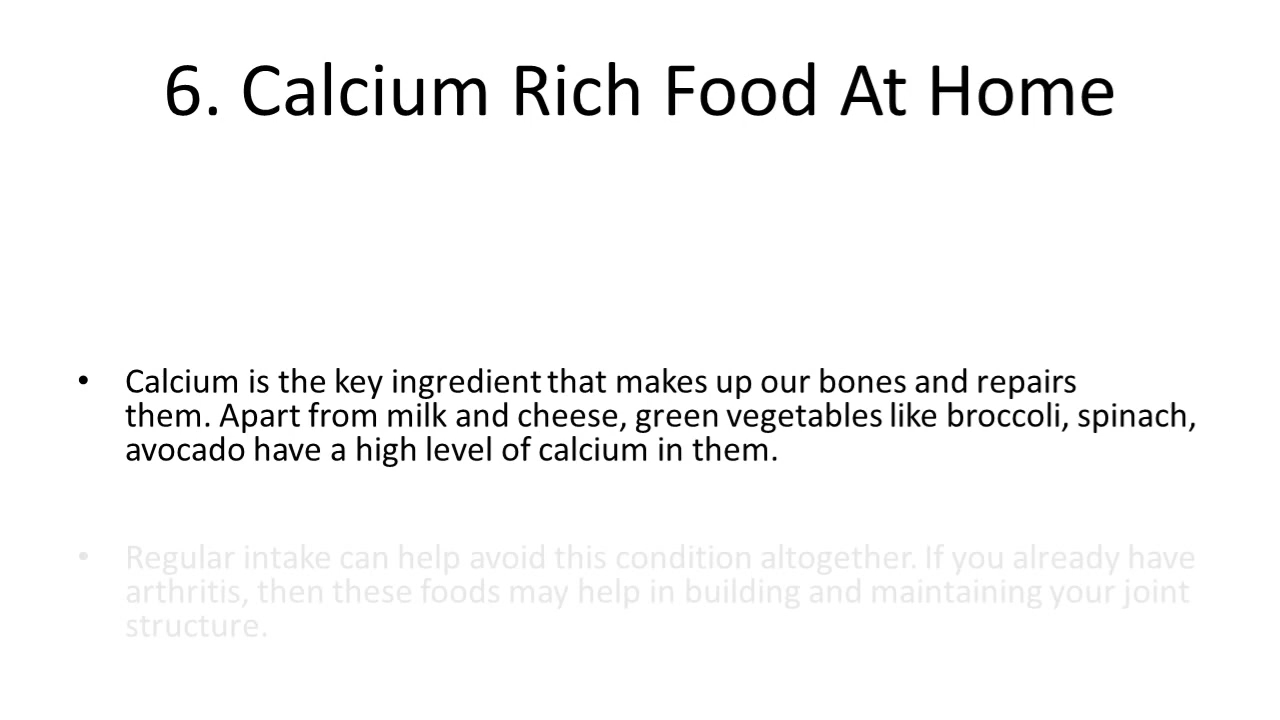 6. Calcium Rich Food At Home
• Calcium is the key ingredient that makes up our bones and repairs
them. Apart from milk and cheese, green vegetables like broccoli, spinach,
avocado have a high level of calcium in them.
• Regular intake can help avoid this condition altogether. If you already have
arthritis, then these foods may help in building and maintaining your joint
structure.